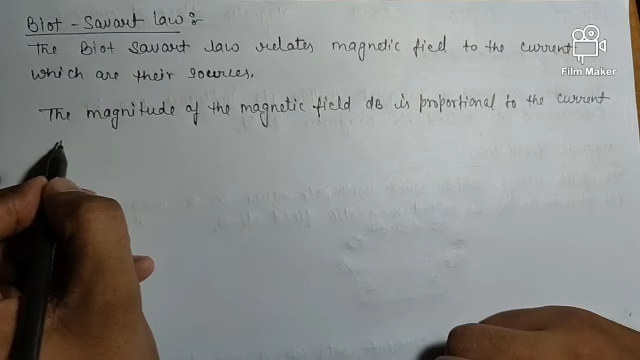 Biot - Savart law :-
The Biot Savart law relates magnetic field to the current
which are their sources.
The magnitude of the magnetic field dB is proportional to the current
Film Maker